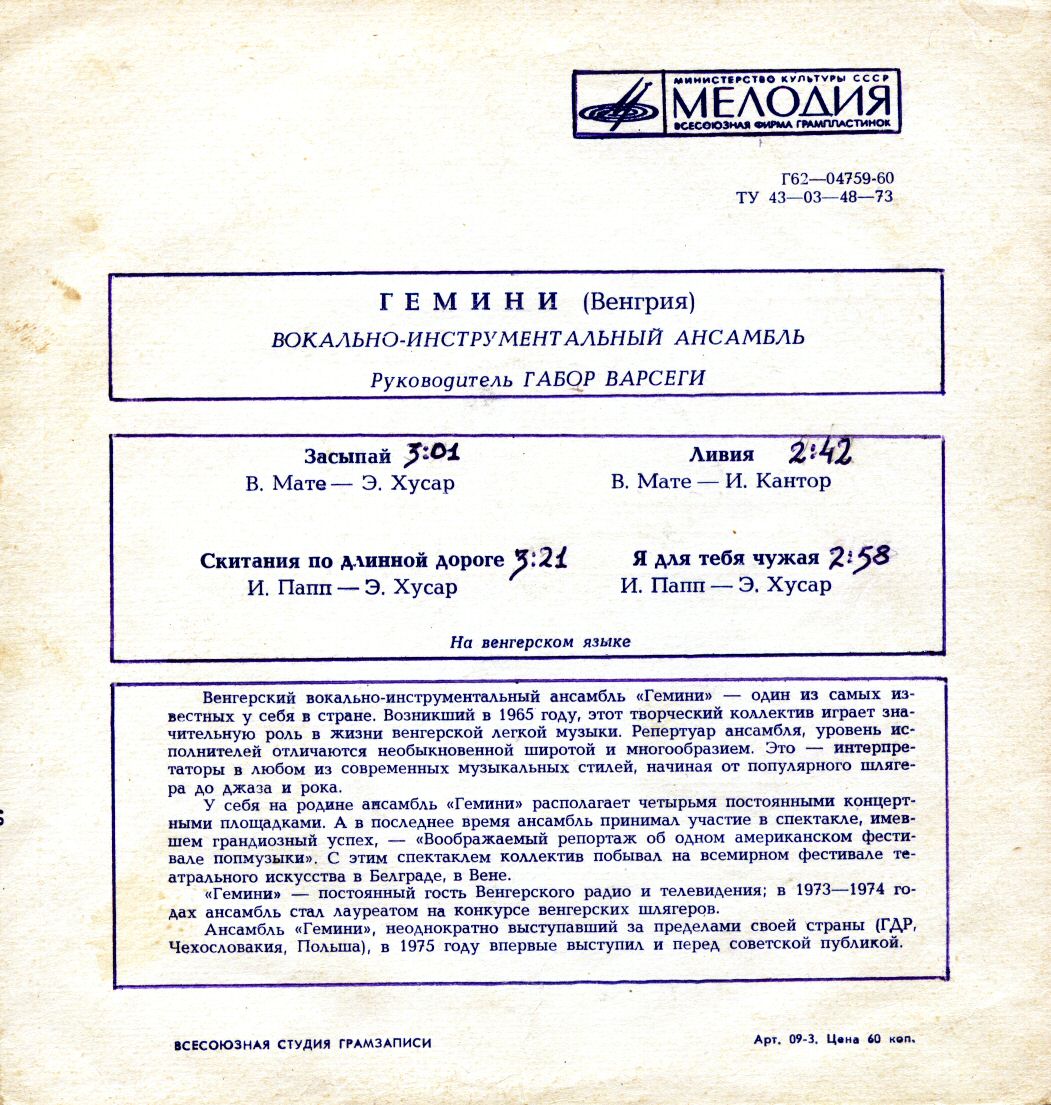 МИНИСТЕРСТВО КУЛЬТУРЫ СССР
МЕЛОДИЯ
ВСЕСОЮЗНАЯ ФИРМА ГРАМПЛАСТИНОК
Г62—04759-60
ТУ 43—03—48—73
ГЕМИНИ (Венгрия)
ВОКАЛЬНО-ИНСТРУМЕНТАЛЬНЫЙ АНСАМБЛЬ
Руководитель ГАБОР ВАРСЕГИ
Засыпай 3:01
В. Мате — Э. Хусар
Ливия 2:42
В. Мате — И. Кантор
Скитания по длинной дороге 3:21
И. Папп — Э. Хусар
Я для тебя чужая 2:58
И. Папп — Э. Хусар
На венгерском языке
Венгерский вокально-инструментальный ансамбль «Гемини» — один из самых из-
вестных у себя в стране. Возникший в 1965 году, этот творческий коллектив играет зна-
чительную роль в жизни венгерской легкой музыки. Репертуар ансамбля, уровень ис-
полнителей отличаются необыкновенной широтой и многообразием. Это — интерпре-
таторы в любом из современных музыкальных стилей, начиная от популярного шляге-
ра до джаза и рока.
У себя на родине ансамбль «Гемини» располагает четырьмя постоянными концерт-
ными площадками. А в последнее время ансамбль принимал участие в спектакле, имев-
шем грандиозный успех, — «Воображаемый репортаж об одном американском фести-
вале попмузыки». С этим спектаклем коллектив побывал на всемирном фестивале те-
атрального искусства в Белграде, в Вене.
«Гемини» — постоянный гость Венгерского радио и телевидения; в 1973—1974 го-
дах ансамбль стал лауреатом на конкурсе венгерских шлягеров.
Ансамбль «Гемини», неоднократно выступавший за пределами своей страны (ГДР,
Чехословакия, Польша), в 1975 году впервые выступил и перед советской публикой.
ВСЕСОЮЗНАЯ СТУДИЯ ГРАМЗАПИСИ
Арт. 09-3. Цена 60 коп.